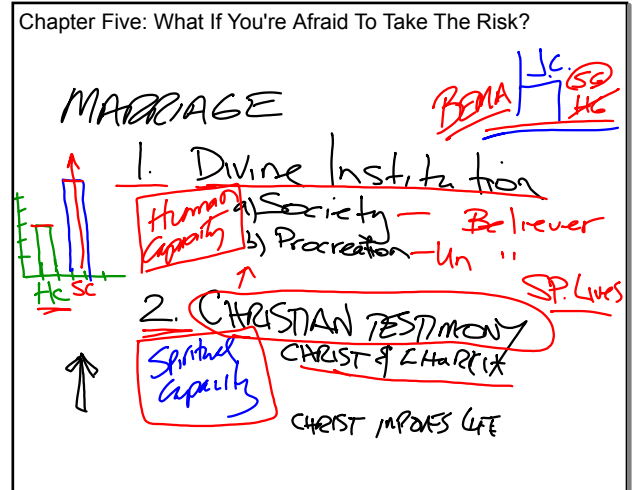 Chapter Five: What If You're Afraid To Take The Risk?
J.C.
MARRIAGE
BEMA
SC
HC
1. Divine Institution
Human Capacity
a) Society — Believer
b) Procreation — Un "
HC SC
SP. Lives
2. CHRISTIAN TESTIMONY
Spiritual Capacity
CHRIST & CHURCH
CHRIST IMPOVES LIFE